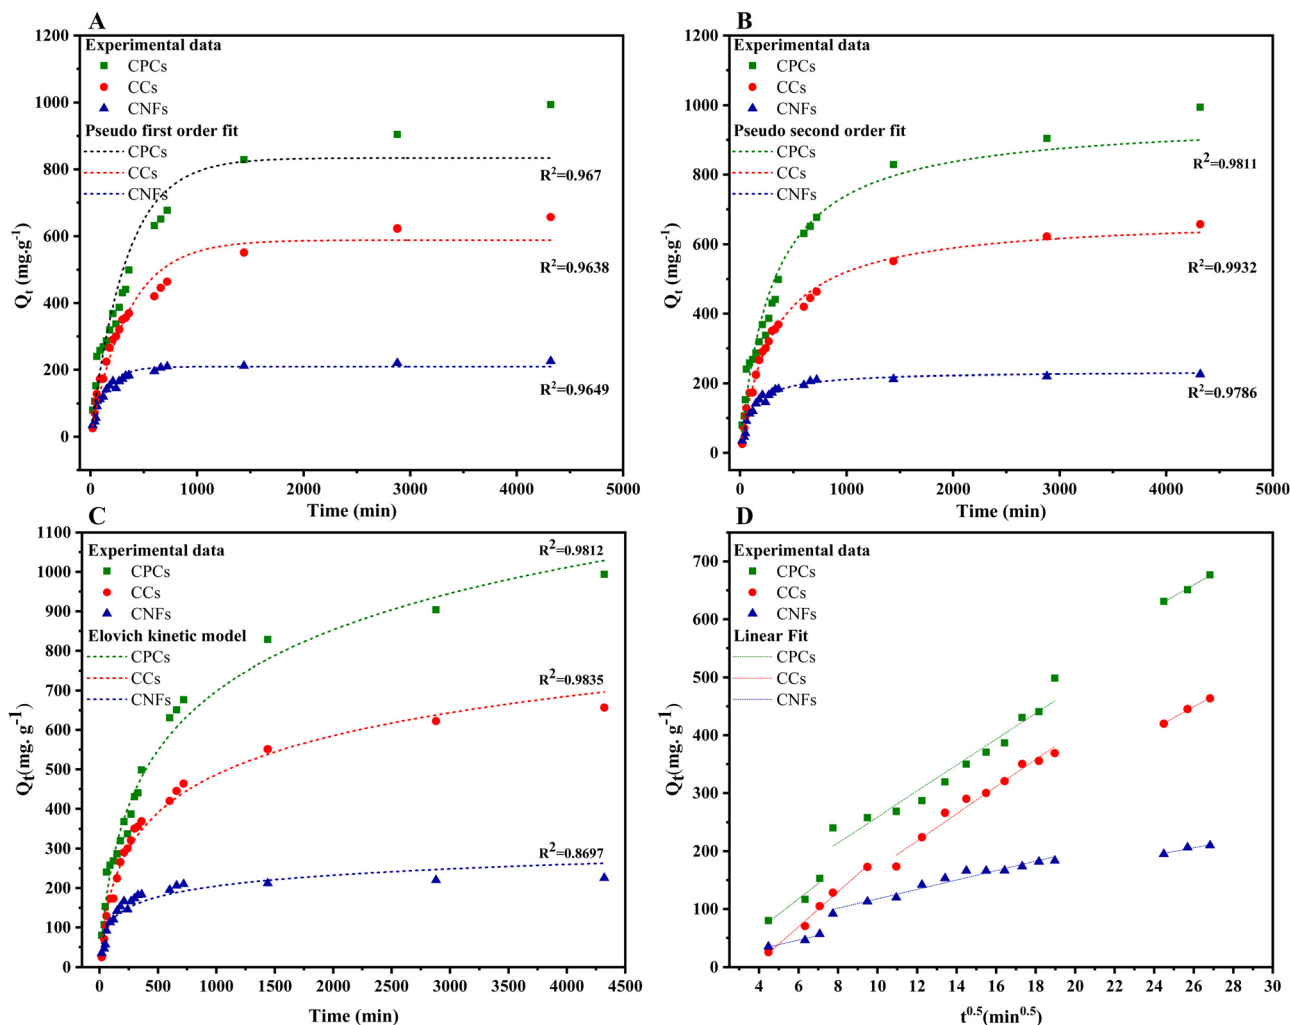 A
Experimental data
CPCs
CCs
CNFs
Pseudo first order fit
CPCs
CCs
CNFs
R²=0.967
R²=0.9638
R²=0.9649
1200
1000
800
600
400
200
0
Qt (mg.g-1)
0 1000 2000 3000 4000 5000
Time (min)
B
Experimental data
CPCs
CCs
CNFs
Pseudo second order fit
CPCs
CCs
CNFs
R²=0.9811
R²=0.9932
R²=0.9786
1200
1000
800
600
400
200
0
Qt (mg.g-1)
0 1000 2000 3000 4000 5000
Time (min)
C
Experimental data
CPCs
CCs
CNFs
Elovich kinetic model
CPCs
CCs
CNFs
R²=0.9812
R²=0.9835
R²=0.8697
1100
1000
900
800
700
600
500
400
300
200
100
0
Qt(mg. g-1)
0 500 1000 1500 2000 2500 3000 3500 4000 4500
Time (min)
D
Experimental data
CPCs
CCs
CNFs
Linear Fit
CPCs
CCs
CNFs
700
600
500
400
300
200
100
0
Qt(mg. g-1)
4 6 8 10 12 14 16 18 20 22 24 26 28 30
t0.5(min0.5)